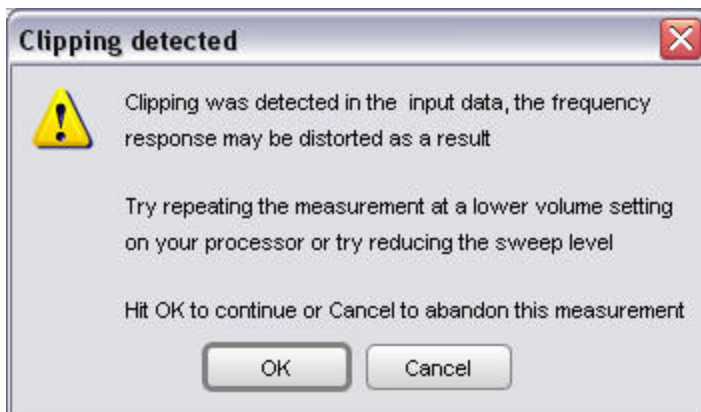 Clipping detected
Clipping was detected in the  input data, the frequency
response may be distorted as a result
Try repeating the measurement at a lower volume setting
on your processor or try reducing the sweep level
Hit OK to continue or Cancel to abandon this measurement
OK
Cancel